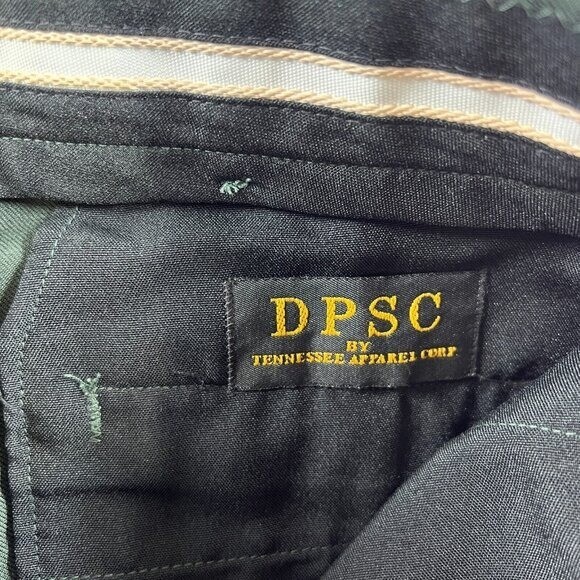 DPSC
BY
TENNESSEE APPAREL CORP.